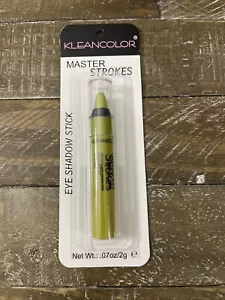 KLEANCOLOR
MASTER
STROKES
EYE SHADOW STICK
Net Wt.: .07oz/2g